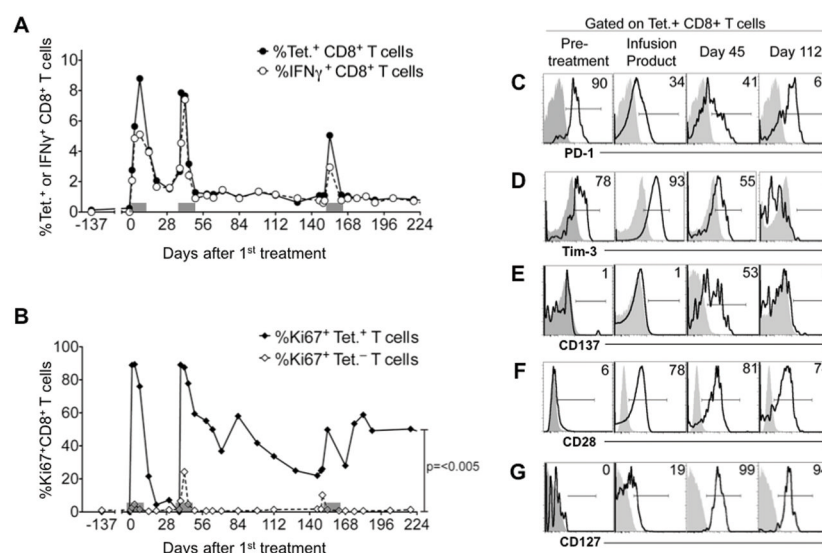 A
%Tet.+ or IFNγ+ CD8+ T cells
10
8
6
4
2
0
%Tet.+ CD8+ T cells
%IFNγ+ CD8+ T cells
-137 0 28 56 84 112 140 168 196 224
Days after 1st treatment
B
%Ki67+CD8+ T cells
100
80
60
40
20
0
%Ki67+ Tet.+ T cells
%Ki67+ Tet.– T cells
p=<0.005
-137 0 28 56 84 112 140 168 196 224
Days after 1st treatment
Gated on Tet.+ CD8+ T cells
Pre-treatment Infusion Product Day 45 Day 112
C
90 34 41
PD-1
D
78 93 55
Tim-3
E
1 1 53
CD137
F
6 78 81
CD28
G
0 19 99
CD127